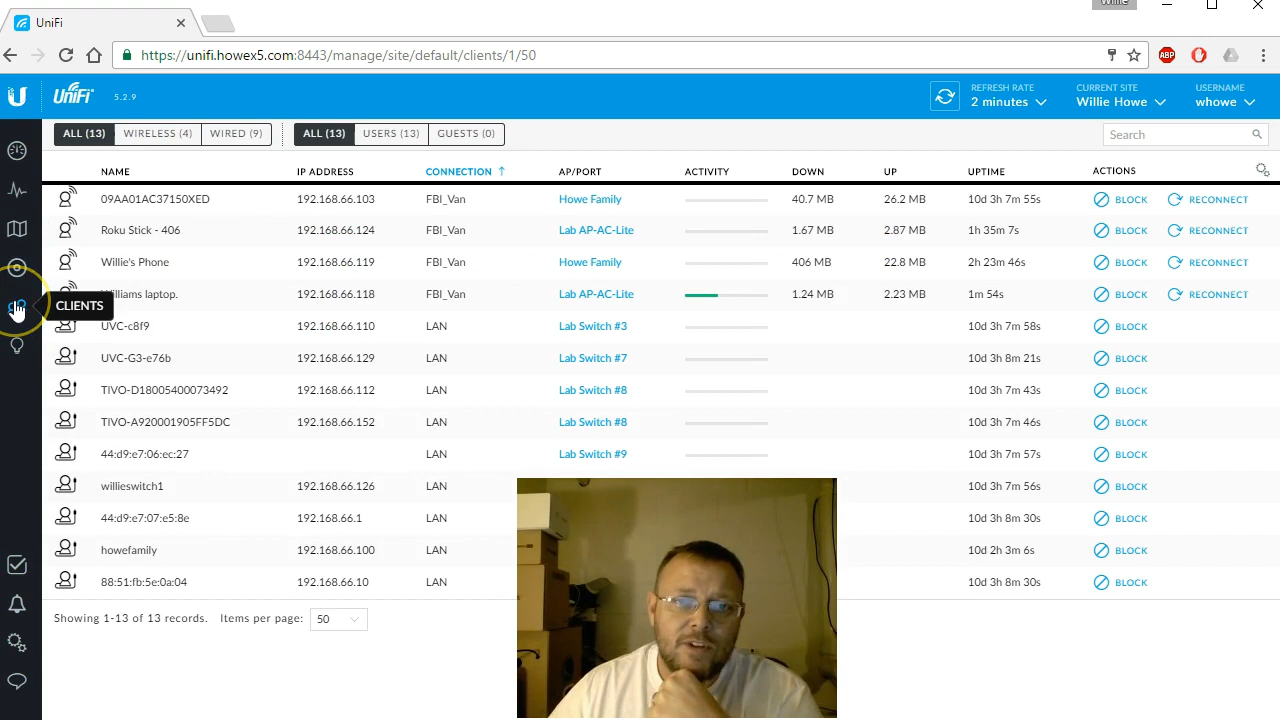 Willie
UniFi
https://unifi.howex5.com:8443/manage/site/default/clients/1/50
ABP
U UniFi 5.2.9
REFRESH RATE CURRENT SITE USERNAME
2 minutes Willie Howe whowe
ALL (13) WIRELESS (4) WIRED (9) ALL (13) USERS (13) GUESTS (0) Search
NAME IP ADDRESS CONNECTION ↑ AP/PORT ACTIVITY DOWN UP UPTIME ACTIONS
09AA01AC37150XED 192.168.66.103 FBI_Van Howe Family 40.7 MB 26.2 MB 10d 3h 7m 55s BLOCK RECONNECT
Roku Stick - 406 192.168.66.124 FBI_Van Lab AP-AC-Lite 1.67 MB 2.87 MB 1h 35m 7s BLOCK RECONNECT
Willie's Phone 192.168.66.119 FBI_Van Howe Family 406 MB 22.8 MB 2h 23m 46s BLOCK RECONNECT
Williams laptop. 192.168.66.118 FBI_Van Lab AP-AC-Lite 1.24 MB 2.23 MB 1m 54s BLOCK RECONNECT
CLIENTS
UVC-c8f9 192.168.66.110 LAN Lab Switch #3 10d 3h 7m 58s BLOCK
UVC-G3-e76b 192.168.66.129 LAN Lab Switch #7 10d 3h 8m 21s BLOCK
TIVO-D18005400073492 192.168.66.112 LAN Lab Switch #8 10d 3h 7m 43s BLOCK
TIVO-A920001905FF5DC 192.168.66.152 LAN Lab Switch #8 10d 3h 7m 46s BLOCK
44:d9:e7:06:ec:27 LAN Lab Switch #9 10d 3h 7m 57s BLOCK
willieswitch1 192.168.66.126 LAN 10d 3h 7m 56s BLOCK
44:d9:e7:07:e5:8e 192.168.66.1 LAN 10d 3h 8m 30s BLOCK
howefamily 192.168.66.100 LAN 10d 2h 3m 6s BLOCK
88:51:fb:5e:0a:04 192.168.66.10 LAN 10d 3h 8m 30s BLOCK
Showing 1-13 of 13 records. Items per page: 50